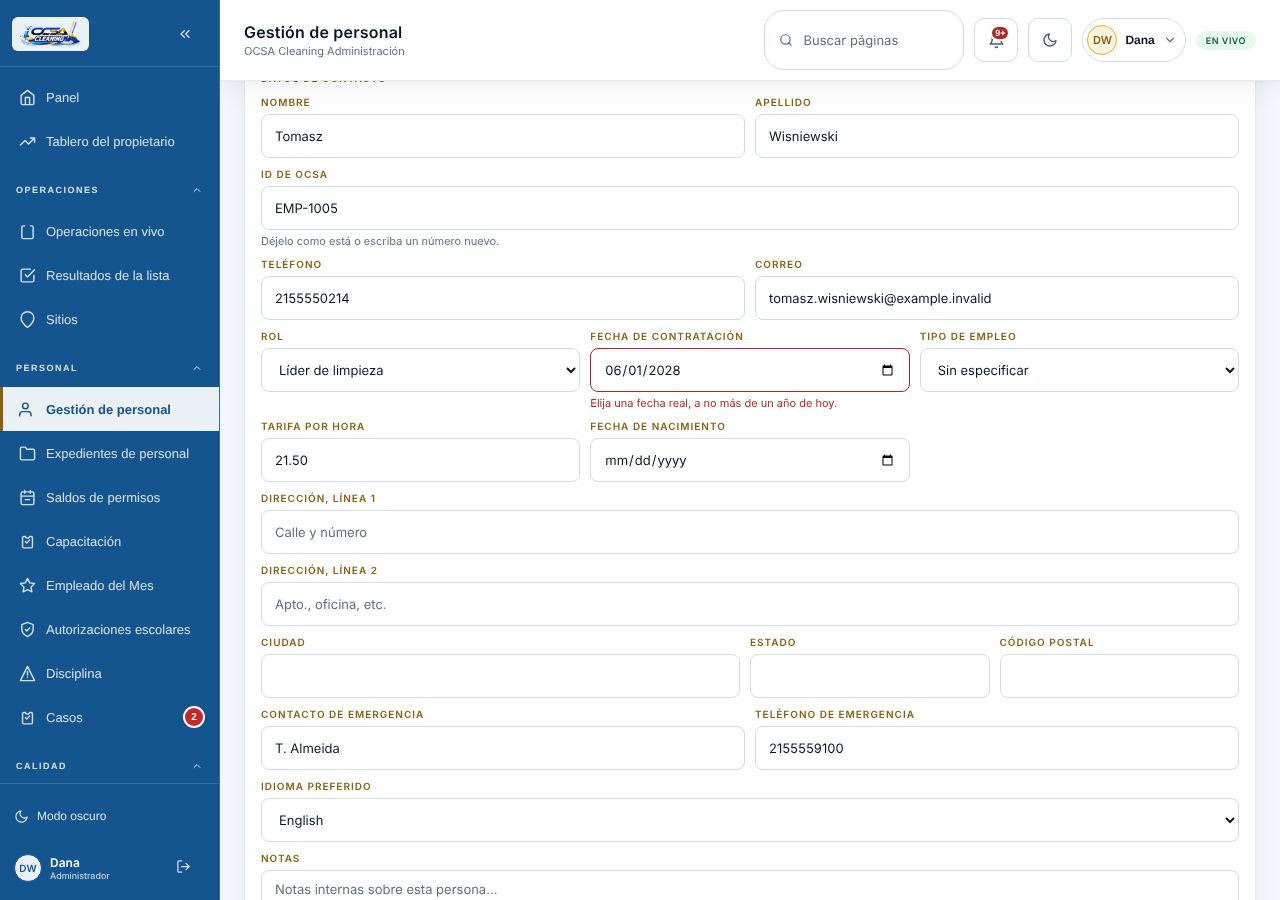 OCSA
CLEANING
Gestión de personal
OCSA Cleaning Administración
Buscar páginas
9+
DW
Dana
EN VIVO
Panel
Tablero del propietario
OPERACIONES
Operaciones en vivo
Resultados de la lista
Sitios
PERSONAL
Gestión de personal
Expedientes de personal
Saldos de permisos
Capacitación
Empleado del Mes
Autorizaciones escolares
Disciplina
Casos
2
CALIDAD
Modo oscuro
DW
Dana
Administrador
DATOS DE CONTACTO
NOMBRE
APELLIDO
Tomasz
Wisniewski
ID DE OCSA
EMP-1005
Déjelo como está o escriba un número nuevo.
TELÉFONO
CORREO
2155550214
tomasz.wisniewski@example.invalid
ROL
FECHA DE CONTRATACIÓN
TIPO DE EMPLEO
Líder de limpieza
06/01/2028
Sin especificar
Elija una fecha real, a no más de un año de hoy.
TARIFA POR HORA
FECHA DE NACIMIENTO
21.50
mm/dd/yyyy
DIRECCIÓN, LÍNEA 1
Calle y número
DIRECCIÓN, LÍNEA 2
Apto., oficina, etc.
CIUDAD
ESTADO
CÓDIGO POSTAL
CONTACTO DE EMERGENCIA
TELÉFONO DE EMERGENCIA
T. Almeida
2155559100
IDIOMA PREFERIDO
English
NOTAS
Notas internas sobre esta persona...